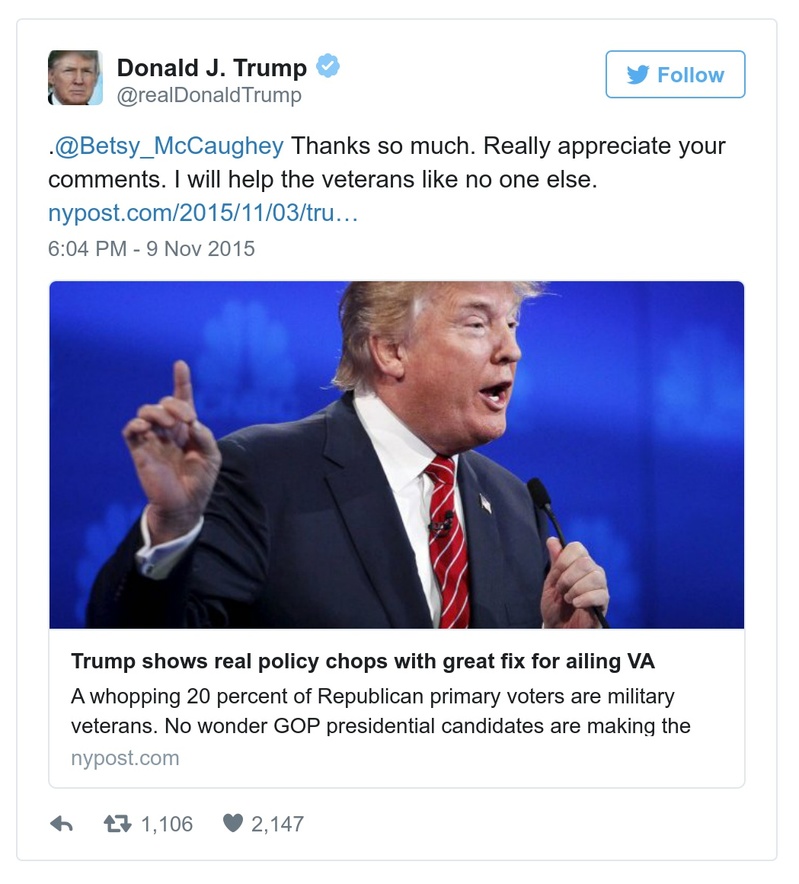 Donald J. Trump
@realDonaldTrump
Follow
.@Betsy_McCaughey Thanks so much. Really appreciate your
comments. I will help the veterans like no one else.
nypost.com/2015/11/03/tru…
6:04 PM - 9 Nov 2015
Trump shows real policy chops with great fix for ailing VA
A whopping 20 percent of Republican primary voters are military
veterans. No wonder GOP presidential candidates are making the
nypost.com
1,106 2,147